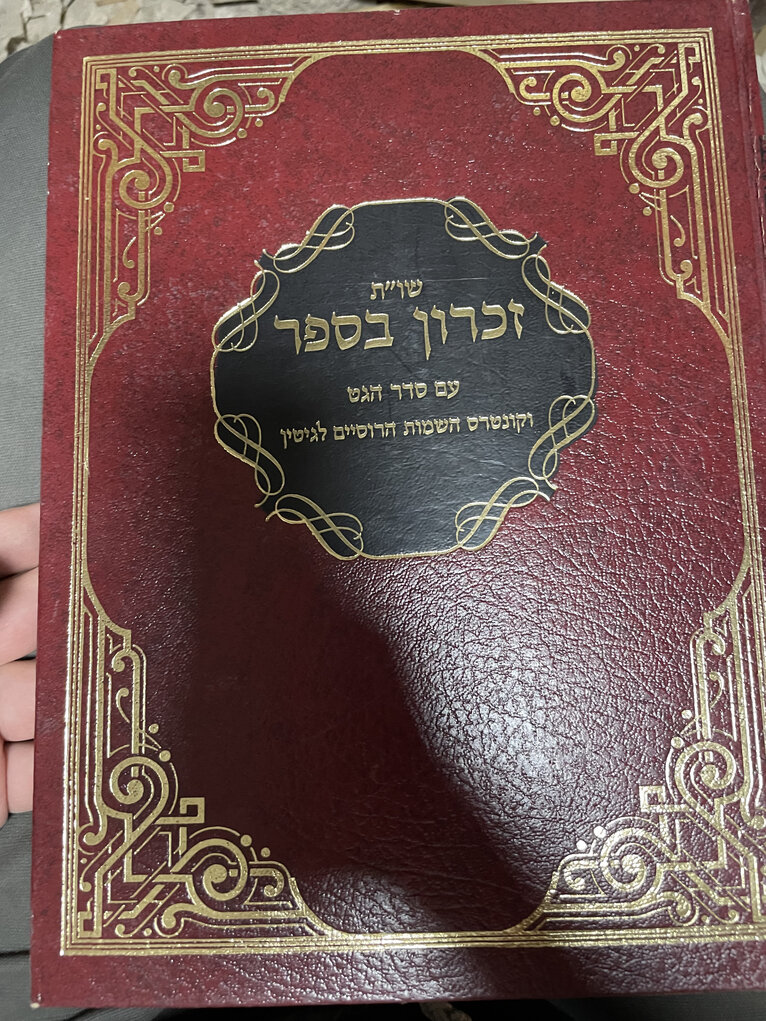 שו"ת
זכרון בספר
עם סדר הגט
וקונטרס השמות הרוסיים לגיטין